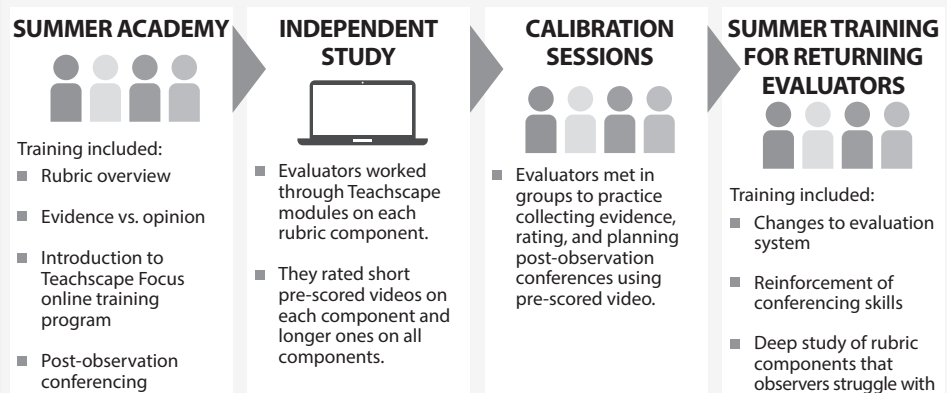 SUMMER ACADEMY
Training included:
■ Rubric overview
■ Evidence vs. opinion
■ Introduction to
Teachscape Focus
online training
program
■ Post-observation
conferencing
INDEPENDENT
STUDY
■ Evaluators worked
through Teachscape
modules on each
rubric component.
■ They rated short
pre-scored videos on
each component and
longer ones on all
components.
CALIBRATION
SESSIONS
■ Evaluators met in
groups to practice
collecting evidence,
rating, and planning
post-observation
conferences using
pre-scored video.
SUMMER TRAINING
FOR RETURNING
EVALUATORS
Training included:
■ Changes to evaluation
system
■ Reinforcement of
conferencing skills
■ Deep study of rubric
components that
observers struggle with